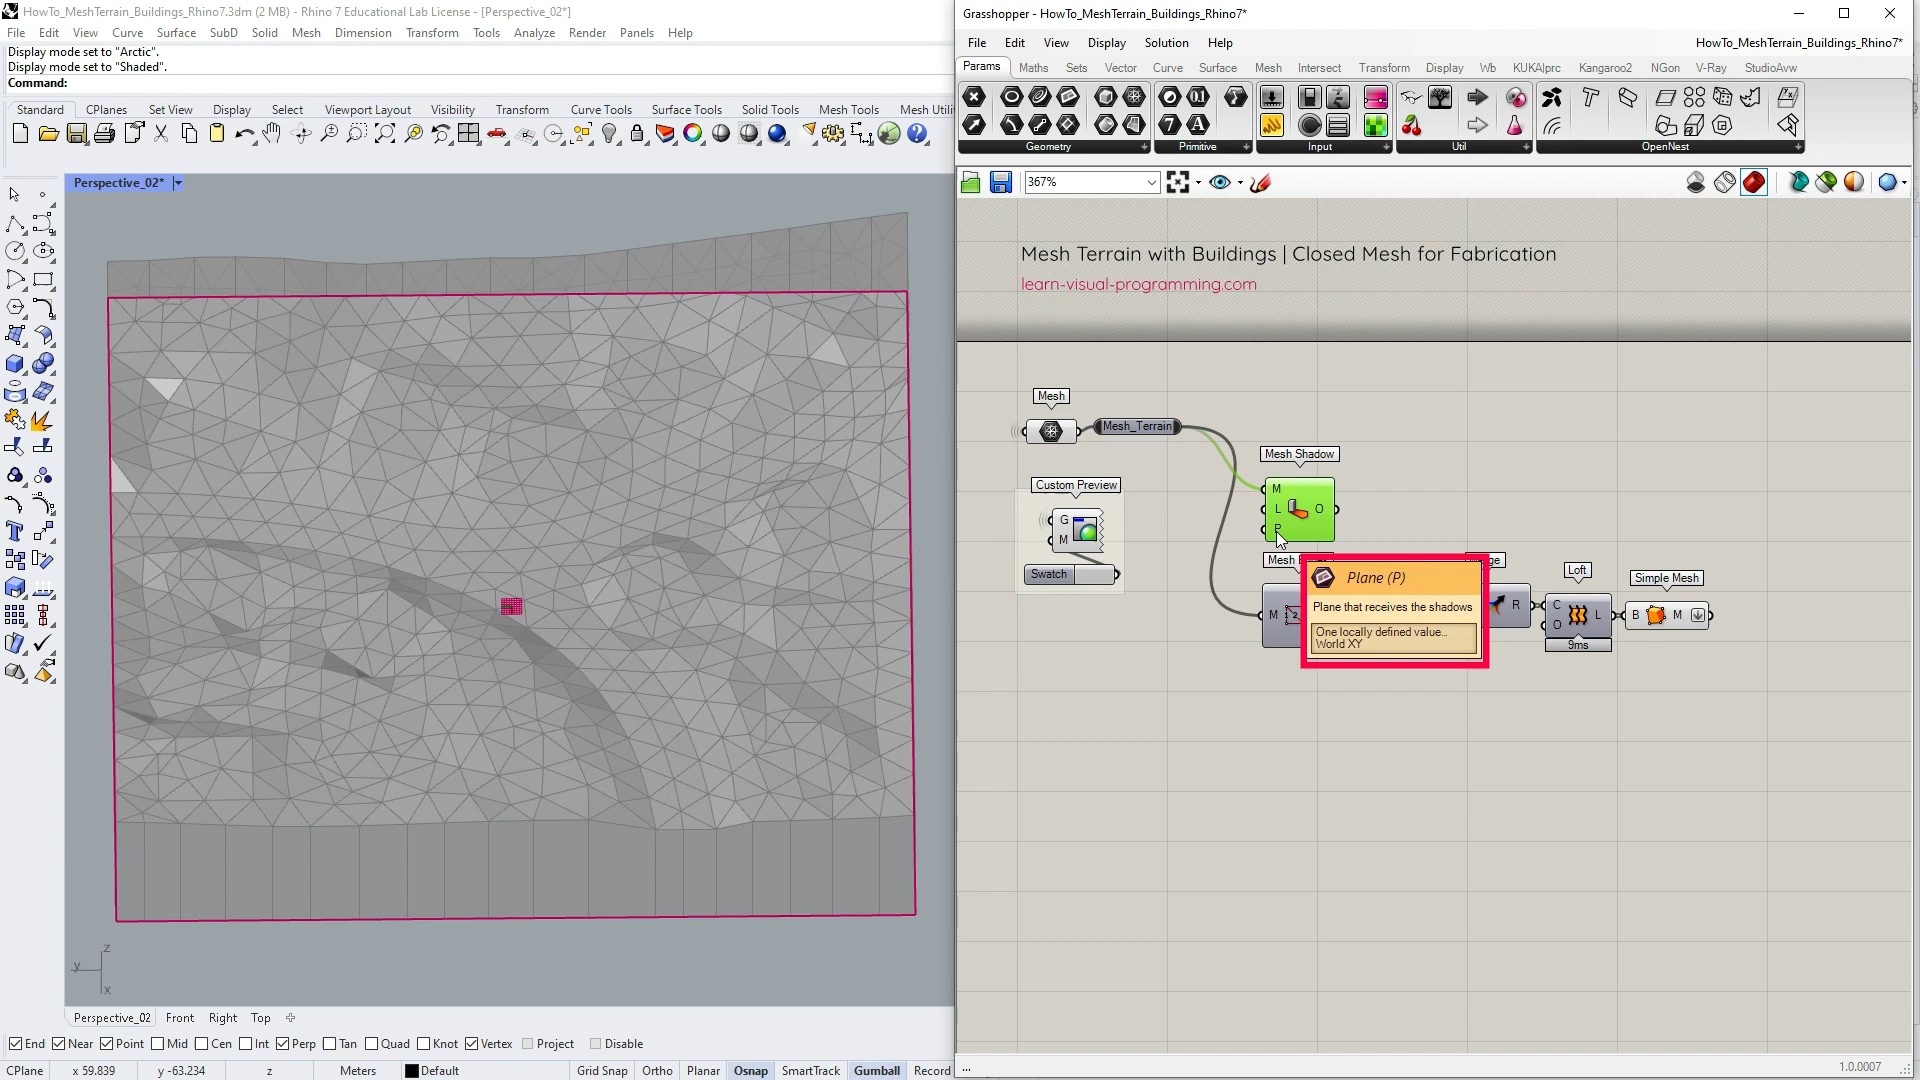 HowTo_MeshTerrain_Buildings_Rhino7.3dm (2 MB) - Rhino 7 Educational Lab License - [Perspective_02*]
File Edit View Curve Surface SubD Solid Mesh Dimension Transform Tools Analyze Render Panels Help
Display mode set to "Arctic".
Display mode set to "Shaded".
Command:
Standard CPlanes Set View Display Select Viewport Layout Visibility Transform Curve Tools Surface Tools Solid Tools Mesh Tools Mesh Utili
Perspective_02*
z
y
x
Perspective_02 Front Right Top
End Near Point Mid Cen Int Perp Tan Quad Knot Vertex Project Disable
CPlane x 59.839 y -63.234 z Meters Default Grid Snap Ortho Planar Osnap SmartTrack Gumball Record
Grasshopper - HowTo_MeshTerrain_Buildings_Rhino7*
File Edit View Display Solution Help
HowTo_MeshTerrain_Buildings_Rhino7*
Params Maths Sets Vector Curve Surface Mesh Intersect Transform Display Wb KUKA|prc Kangaroo2 NGon V-Ray StudioAvw
Geometry Primitive Input Util OpenNest
367%
Mesh Terrain with Buildings | Closed Mesh for Fabrication
learn-visual-programming.com
Mesh
Mesh_Terrain
Mesh Shadow
M
L O
P
Custom Preview
G
M
Swatch
Mesh
M
Plane (P)
Plane that receives the shadows
One locally defined value...
World XY
R
Loft
C
O
L
9ms
Simple Mesh
B M
...
1.0.0007